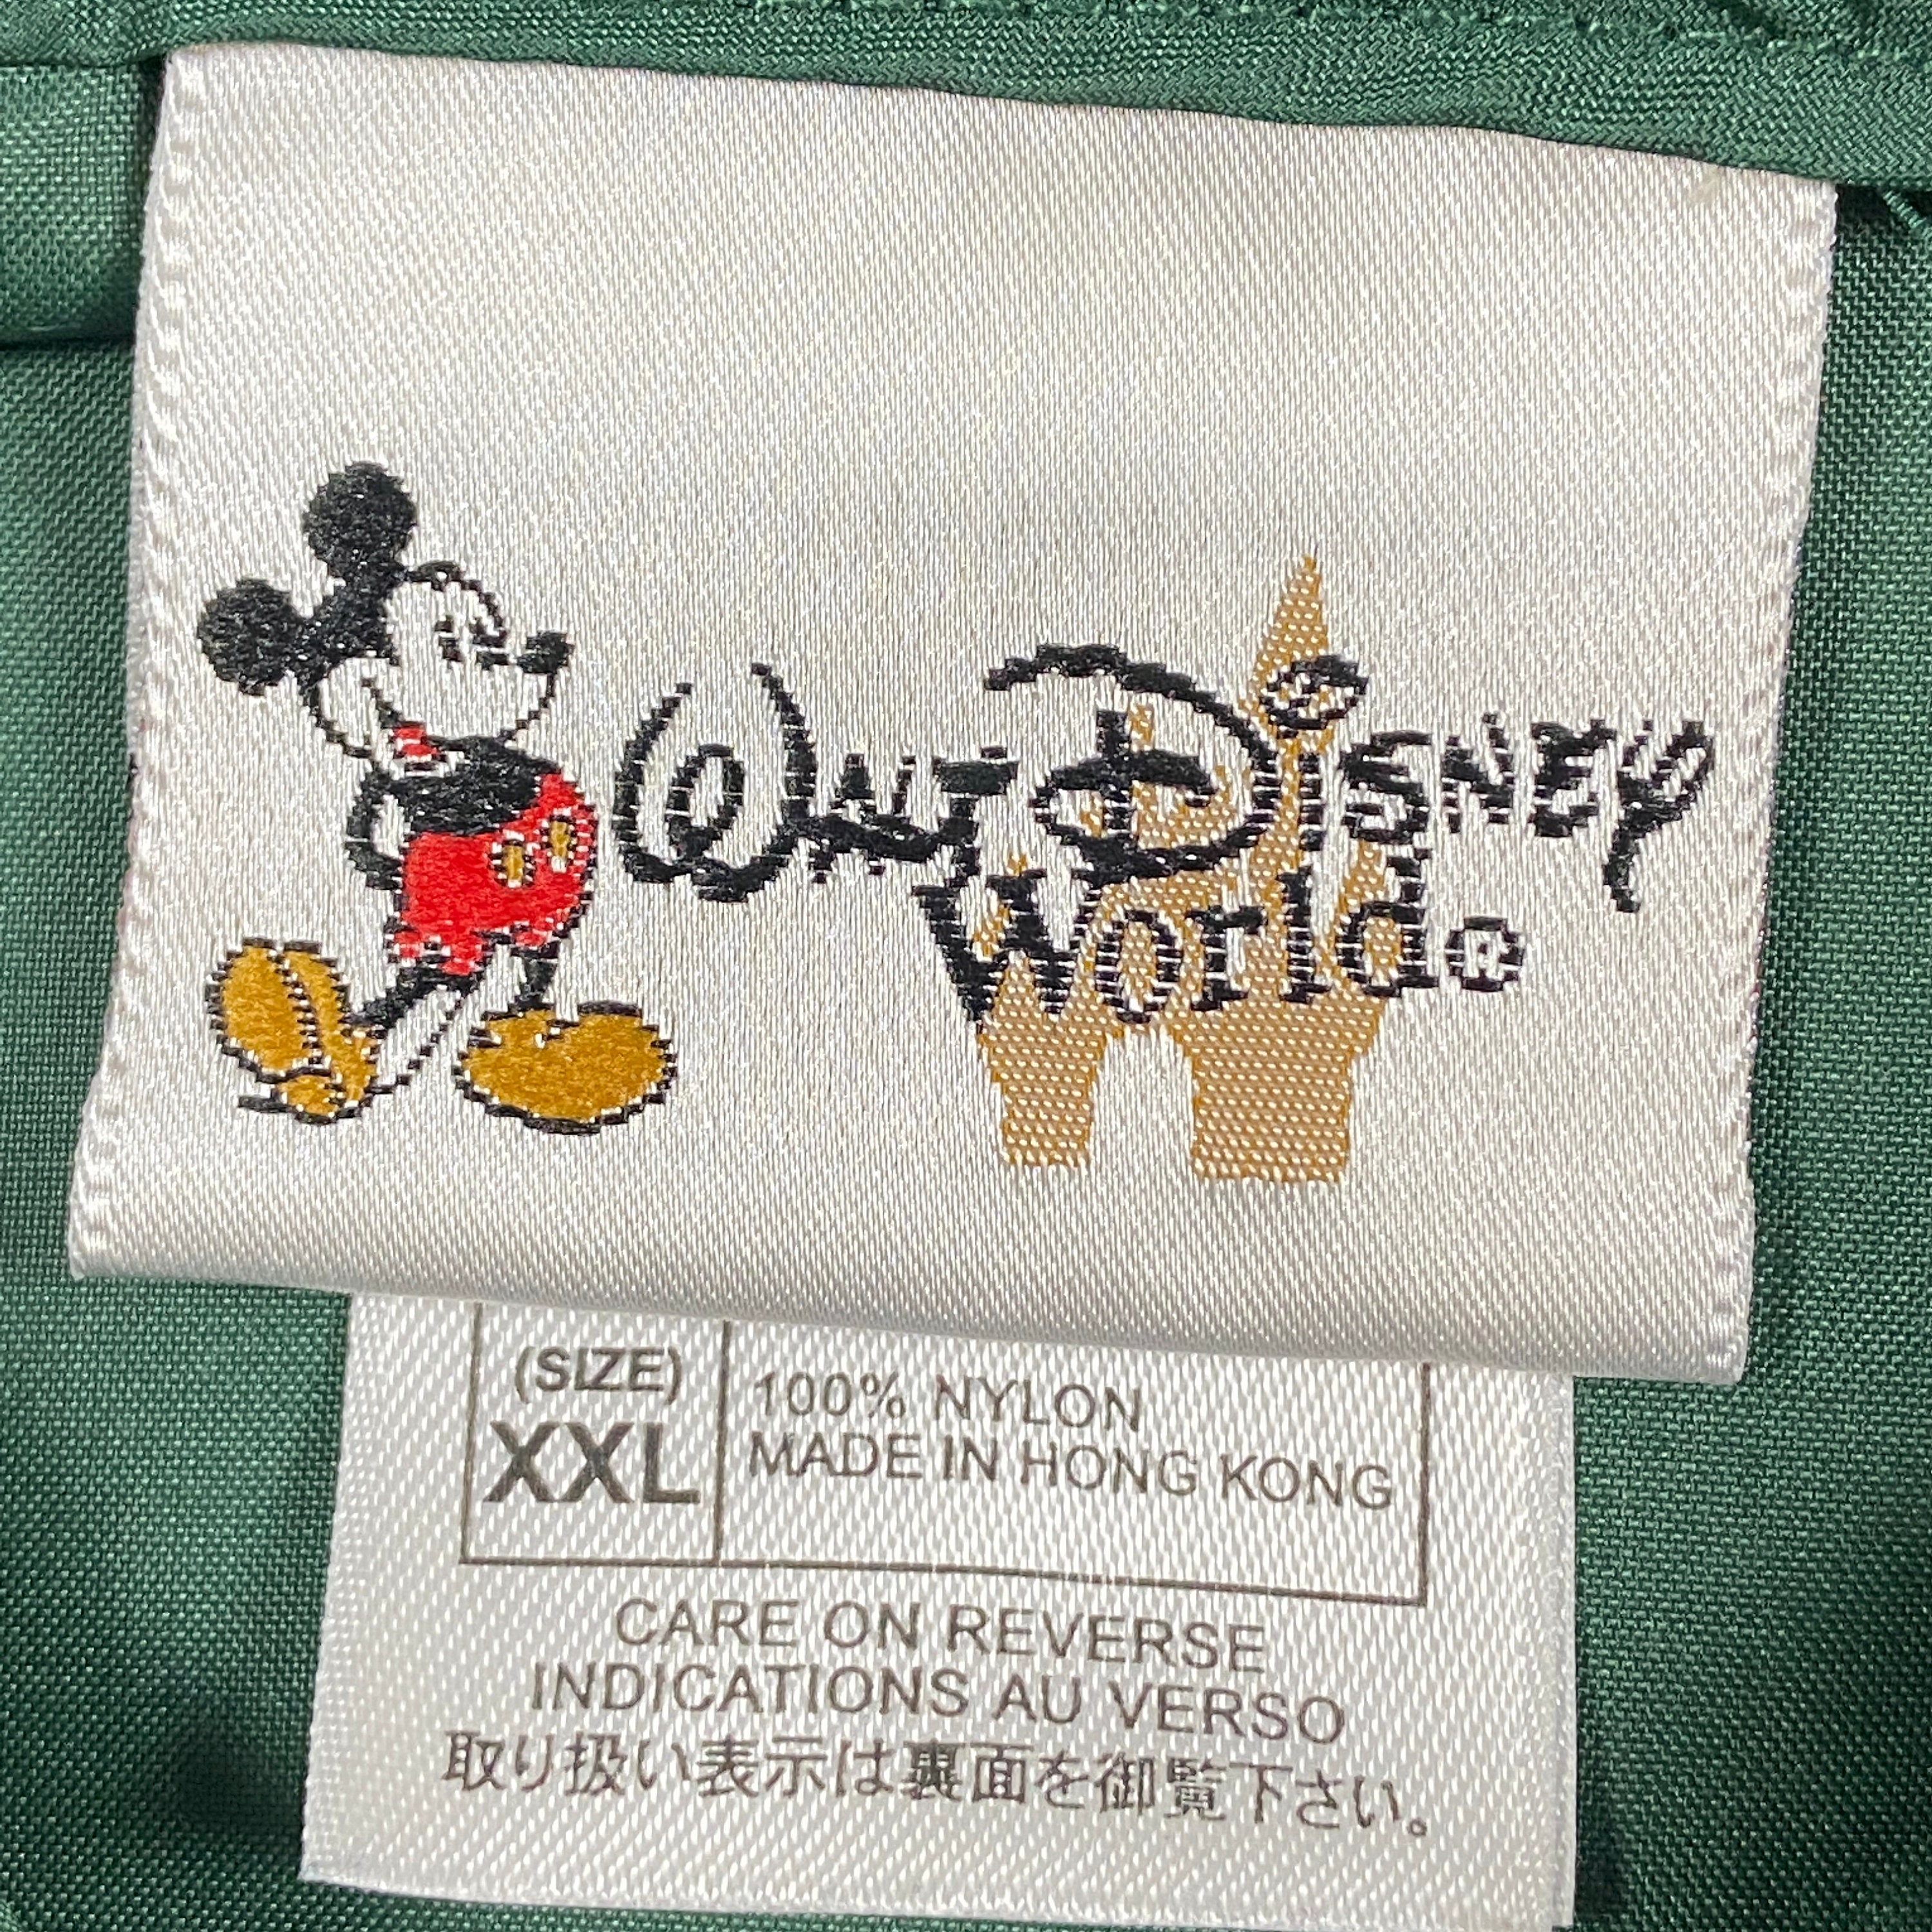 Walt Disney
World®
(SIZE)
XXL
100% NYLON
MADE IN HONG KONG
CARE ON REVERSE
INDICATIONS AU VERSO
取り扱い表示は裏面を御覧下さい。